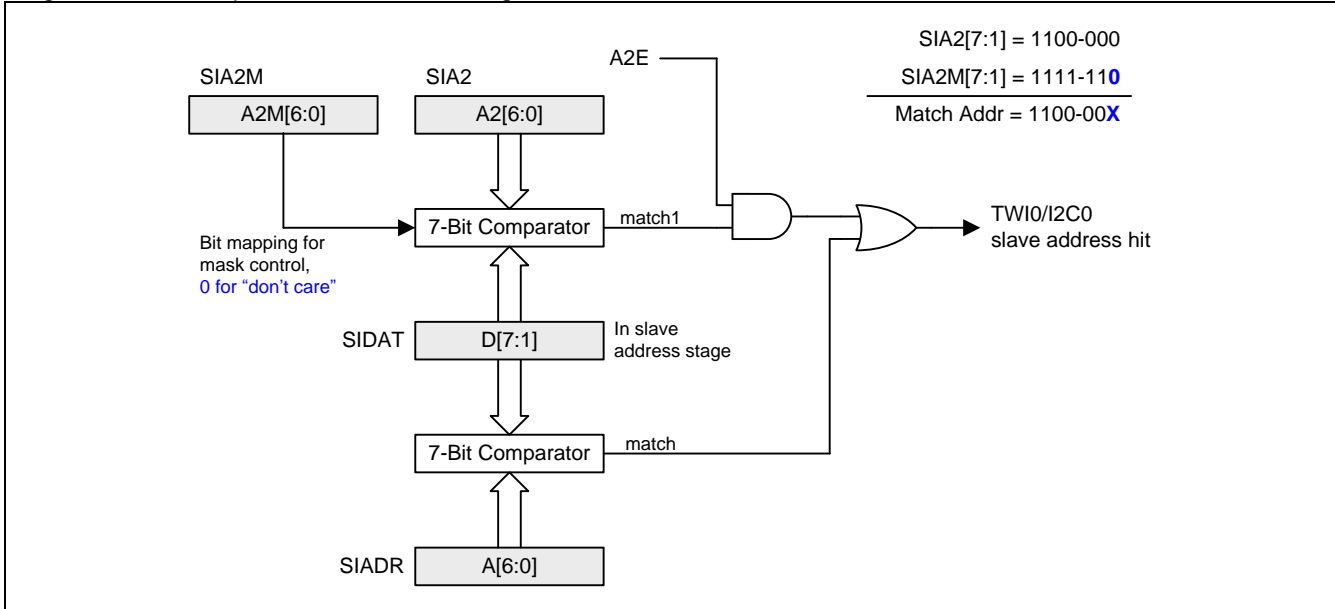 SIA2[7:1] = 1100-000
A2E
SIA2M
SIA2
SIA2M[7:1] = 1111-110
A2M[6:0]
A2[6:0]
Match Addr = 1100-00X
7-Bit Comparator
match1
TWI0/I2C0
slave address hit
Bit mapping for
mask control,
0 for “don’t care”
SIDAT
D[7:1]
In slave
address stage
7-Bit Comparator
match
SIADR
A[6:0]